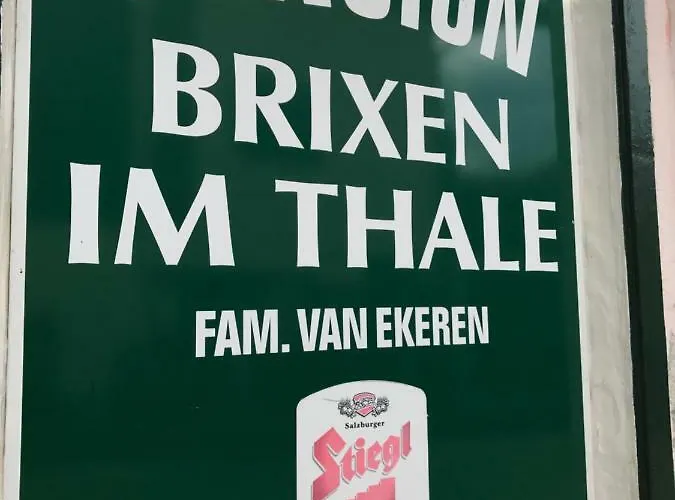 BRIXEN
IM THALE
FAM. VAN EKEREN
Salzburger
Stiegl